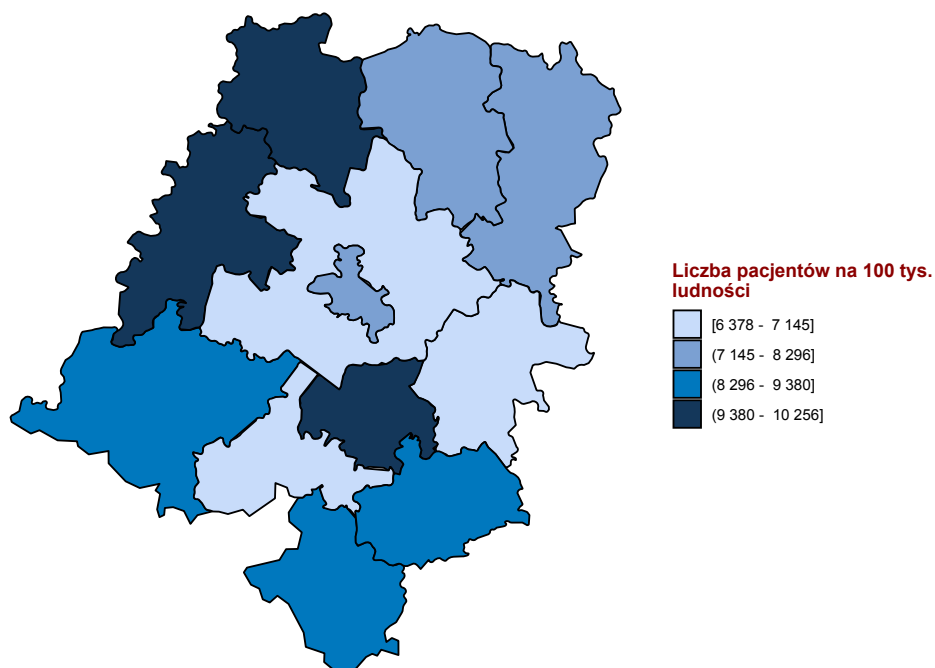 Liczba pacjentów na 100 tys.
ludności
[6 378 - 7 145]
(7 145 - 8 296]
(8 296 - 9 380]
(9 380 - 10 256]